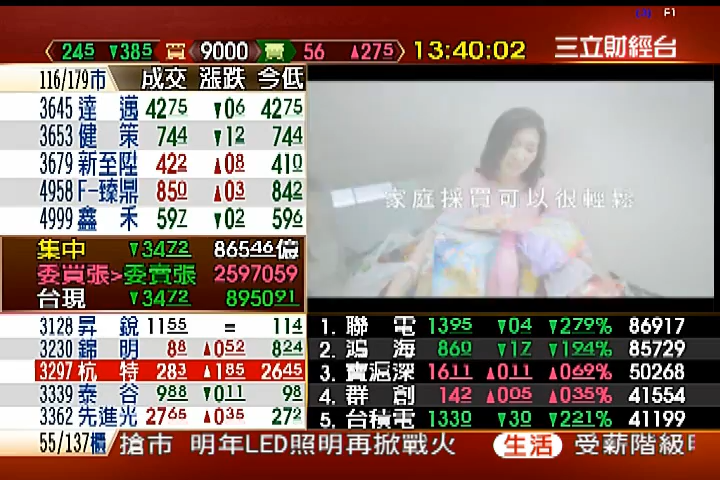 F1
245 ▼385 買 9000 賣 56 ▲275 13:40:02 三立財經台
116/179市 成交 漲跌 今低
3645 達邁 4275 ▼06 4275
3653 健策 744 ▼12 744
3679 新至陞 422 ▲08 410
4958 F-臻鼎 850 ▲03 842
4999 鑫禾 597 ▼02 596
家庭採買可以很輕鬆
集中 ▼3472 86546億
委買張>委賣張 2597059
台現 ▼3472 895091
3128 昇銳 1155 = 114
3230 錦明 88 ▲052 824
3297 杭特 283 ▲185 2645
3339 泰谷 988 ▼011 98
3362 先進光 2765 ▲035 272
1. 聯電 1395 ▼04 ▼279% 86917
2. 鴻海 860 ▼17 ▼194% 85729
3. 寶滬深 1611 ▲011 ▲069% 50268
4. 群創 142 ▲005 ▲035% 41554
5. 台積電 1330 ▼30 ▼221% 41199
55/137櫃 搶市 明年LED照明再掀戰火 生活 受薪階級